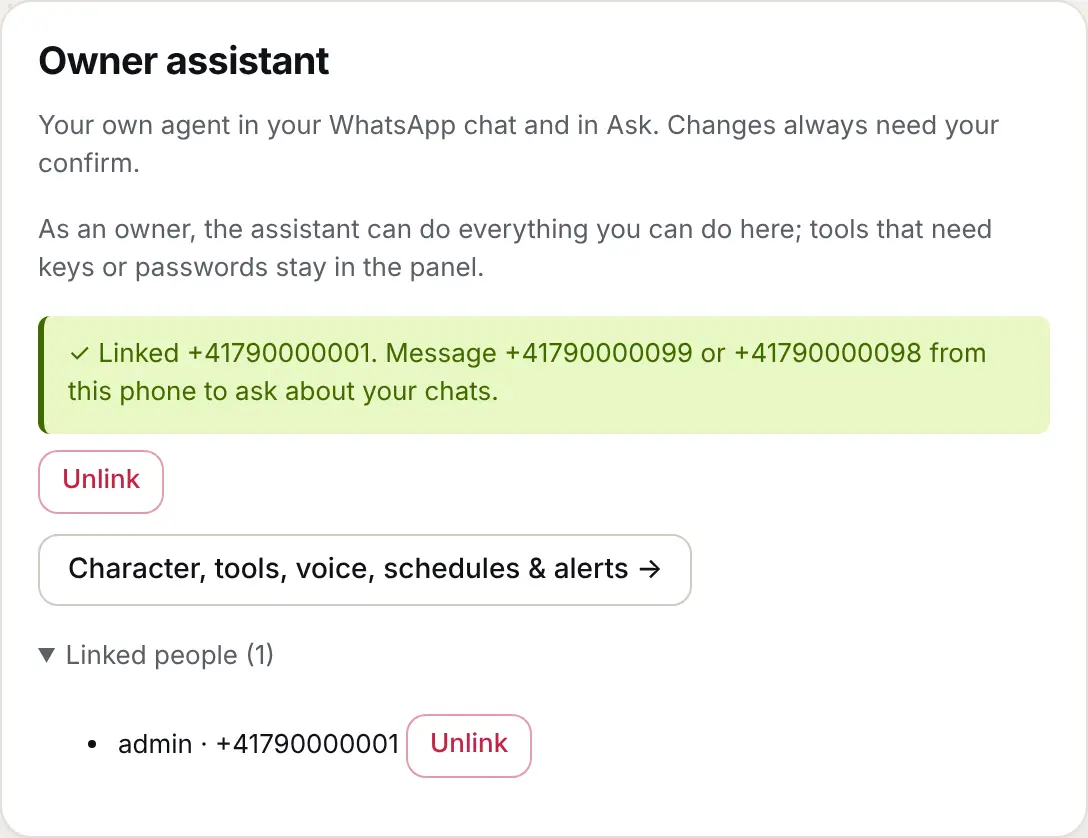 Owner assistant
Your own agent in your WhatsApp chat and in Ask. Changes always need your
confirm.
As an owner, the assistant can do everything you can do here; tools that need
keys or passwords stay in the panel.
✓ Linked +41790000001. Message +41790000099 or +41790000098 from
this phone to ask about your chats.
Unlink
Character, tools, voice, schedules & alerts →
▼ Linked people (1)
• admin · +41790000001 Unlink